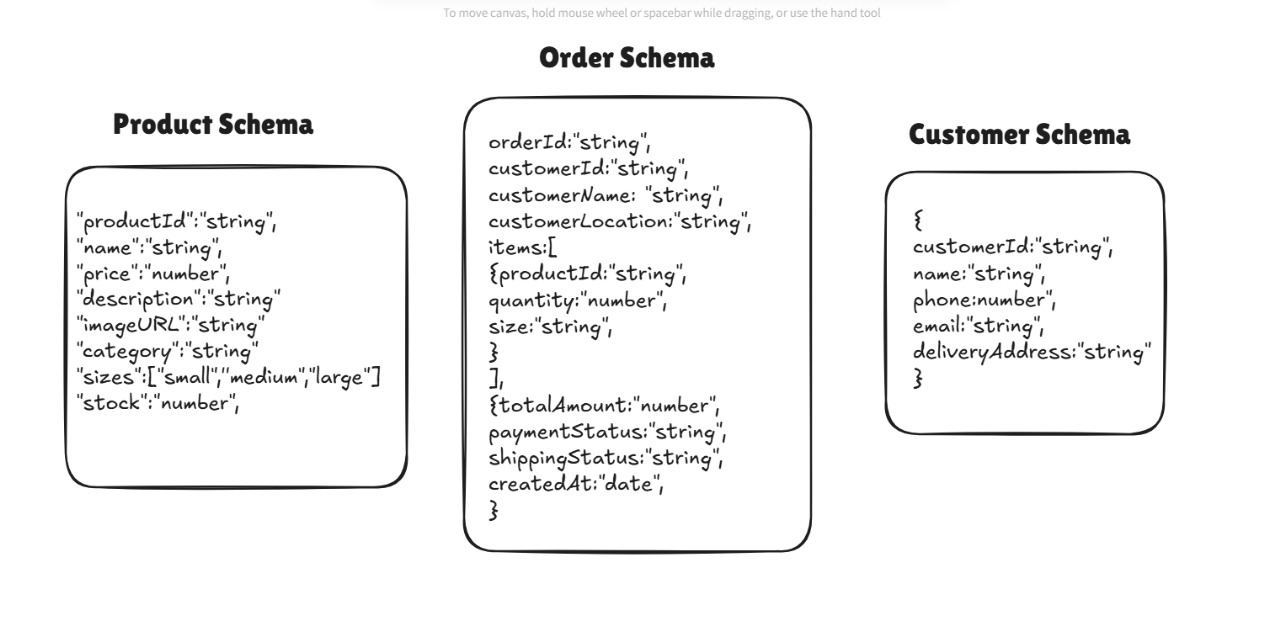 To move canvas, hold mouse wheel or spacebar while dragging, or use the hand tool
Order Schema
Product Schema
Customer Schema
"productId":"string",
"name":"string",
"price":"number",
"description":"string"
"imageURL":"string"
"category":"string"
"sizes":["small","medium","large"]
"stock":"number",
orderId:"string",
customerId:"string",
customerName: "string",
customerLocation:"string",
items:[
{productId:"string",
quantity:"number",
size:"string",
}
],
{totalAmount:"number",
paymentStatus:"string",
shippingStatus:"string",
createdAt:"date",
}
{
customerId:"string",
name:"string",
phone:number",
email:"string",
deliveryAddress:"string"
}